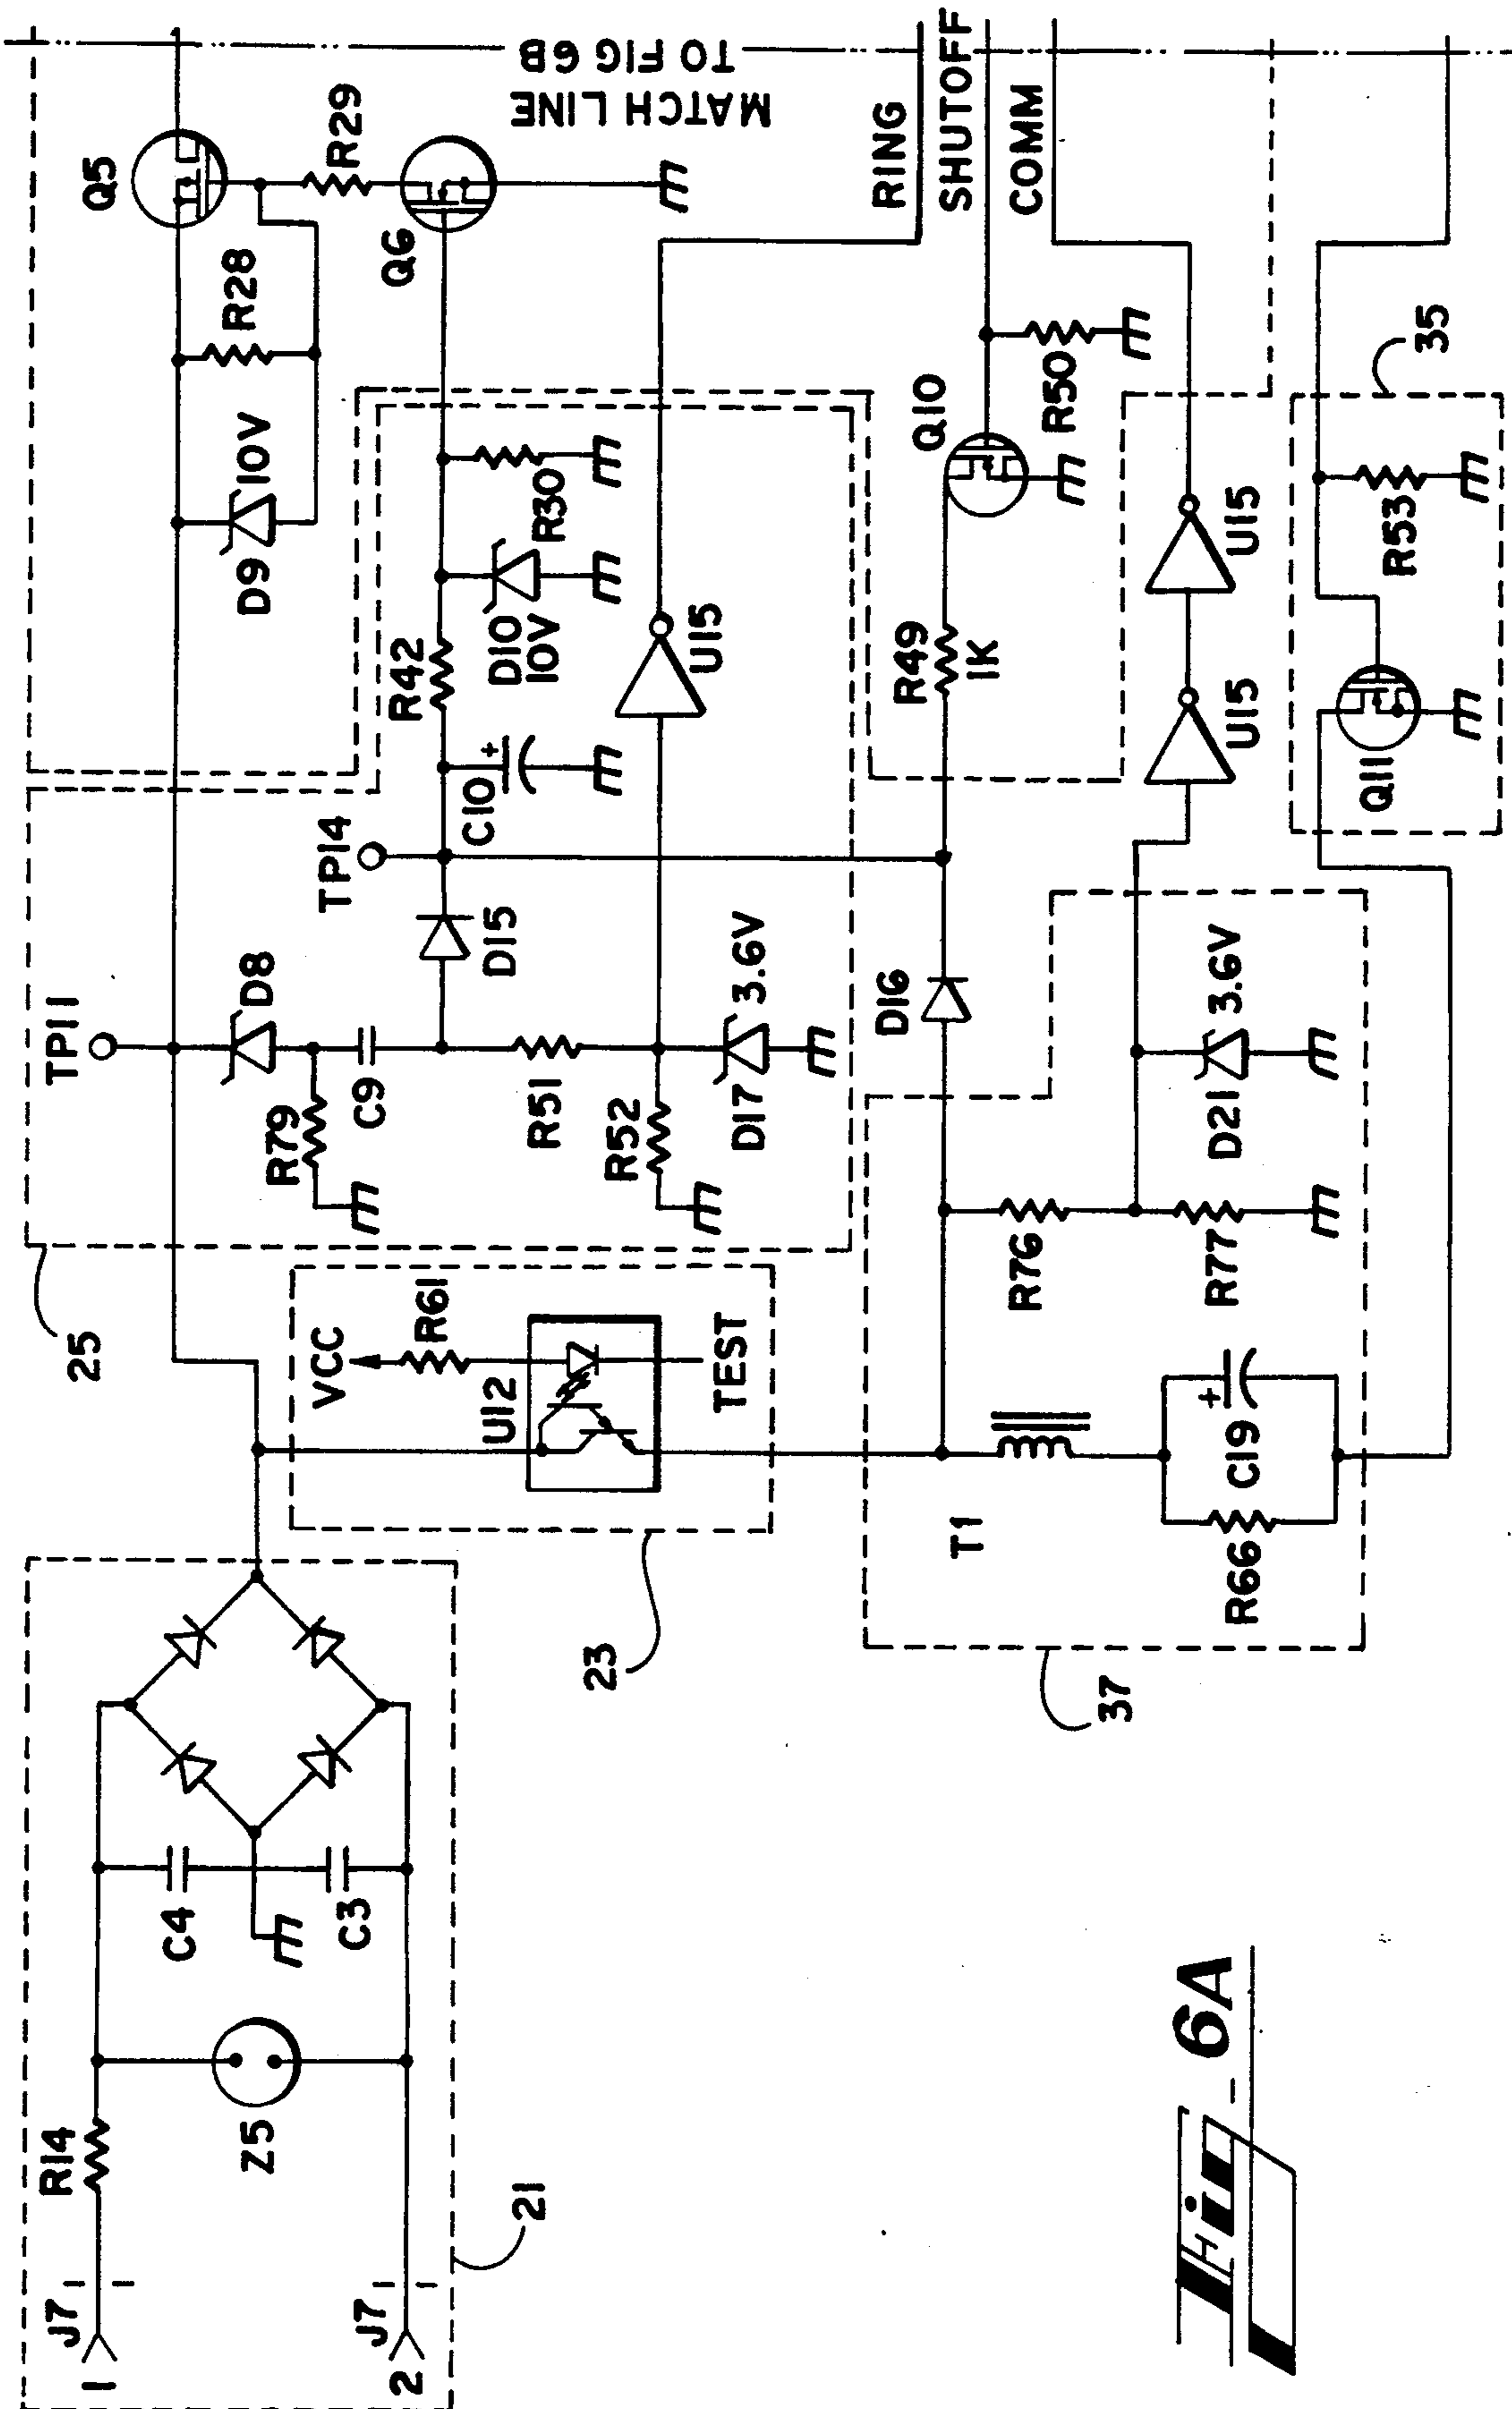 J7
1
R14
Z5
C4
C3
J7
2
21
TP11
D8
R79
C9
D15
R51
R52
D17
3.6V
25
TP14
C10
+
R42
D10
10V
R30
U15
D9
10V
R28
Q5
R29
Q6
MATCH LINE
TO FIG 6B
RING
SHUTOFF
COMM
VCC
R61
U12
TEST
23
D16
R49
1K
Q10
R50
T1
R76
R77
D21
3.6V
+
C19
R66
37
U15
U15
Q11
R53
35
Fig_6A